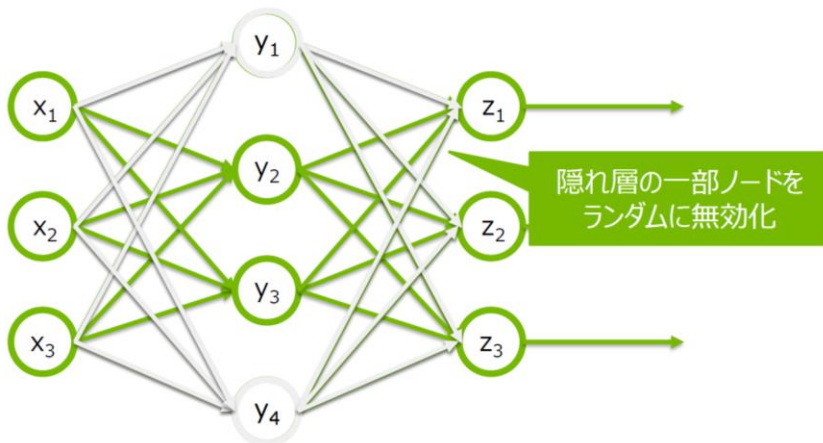 y₁
x₁
z₁
y₂
隠れ層の一部ノードを
ランダムに無効化
x₂
z₂
y₃
x₃
z₃
y₄